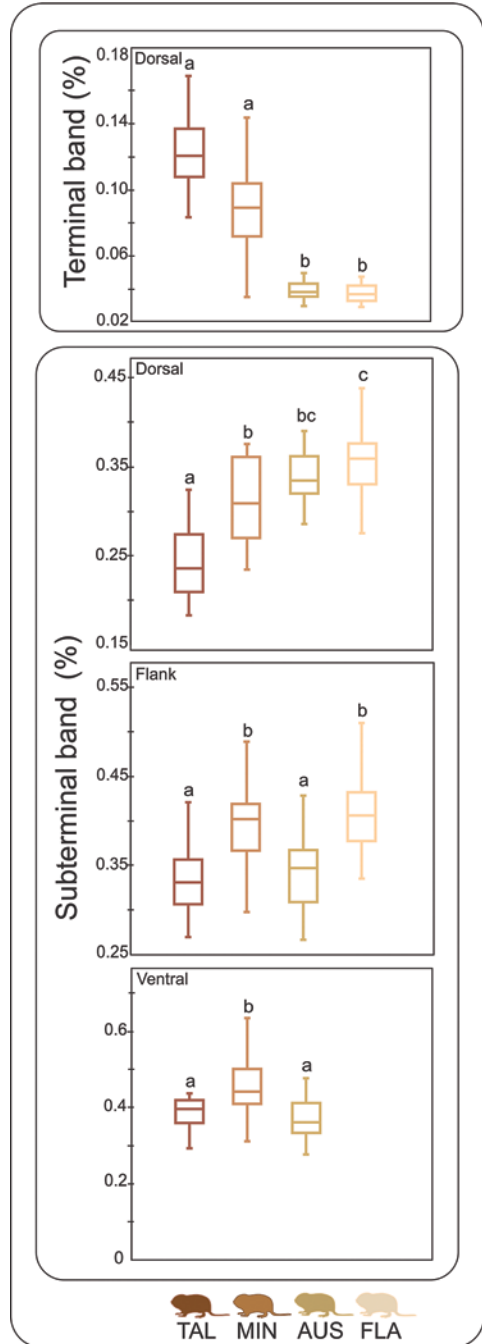 Terminal band (%)
Dorsal
0.18
0.14
0.10
0.06
0.02
a
a
b
b
Subterminal band (%)
Dorsal
0.45
0.35
0.25
0.15
a
b
bc
c
Flank
0.55
0.45
0.35
0.25
a
b
a
b
Ventral
0.6
0.4
0.2
0
a
b
a
TAL MIN AUS FLA